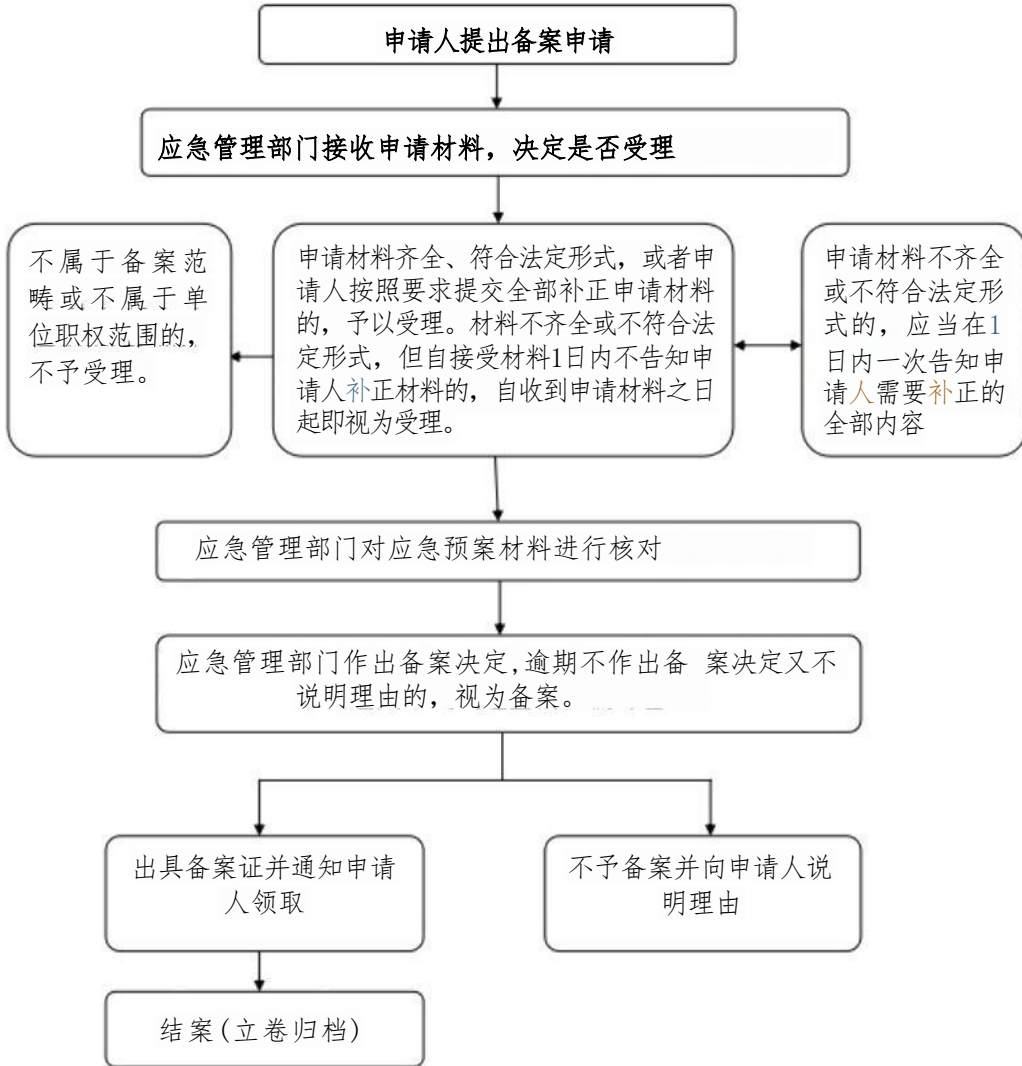 申请人提出备案申请
应急管理部门接收申请材料，决定是否受理
不属于备案范
畴或不属于单
位职权范围的，
不予受理。
申请材料齐全、符合法定形式，或者申
请人按照要求提交全部补正申请材料
的，予以受理。材料不齐全或不符合法
定形式，但自接受材料1日内不告知申
请人补正材料的，自收到申请材料之日
起即视为受理。
申请材料不齐全
或不符合法定形
式的，应当在1
日内一次告知申
请人需要补正的
全部内容
应急管理部门对应急预案材料进行核对
应急管理部门作出备案决定,逾期不作出备 案决定又不
说明理由的，视为备案。
出具备案证并通知申请
人领取
不予备案并向申请人说
明理由
结案(立卷归档)